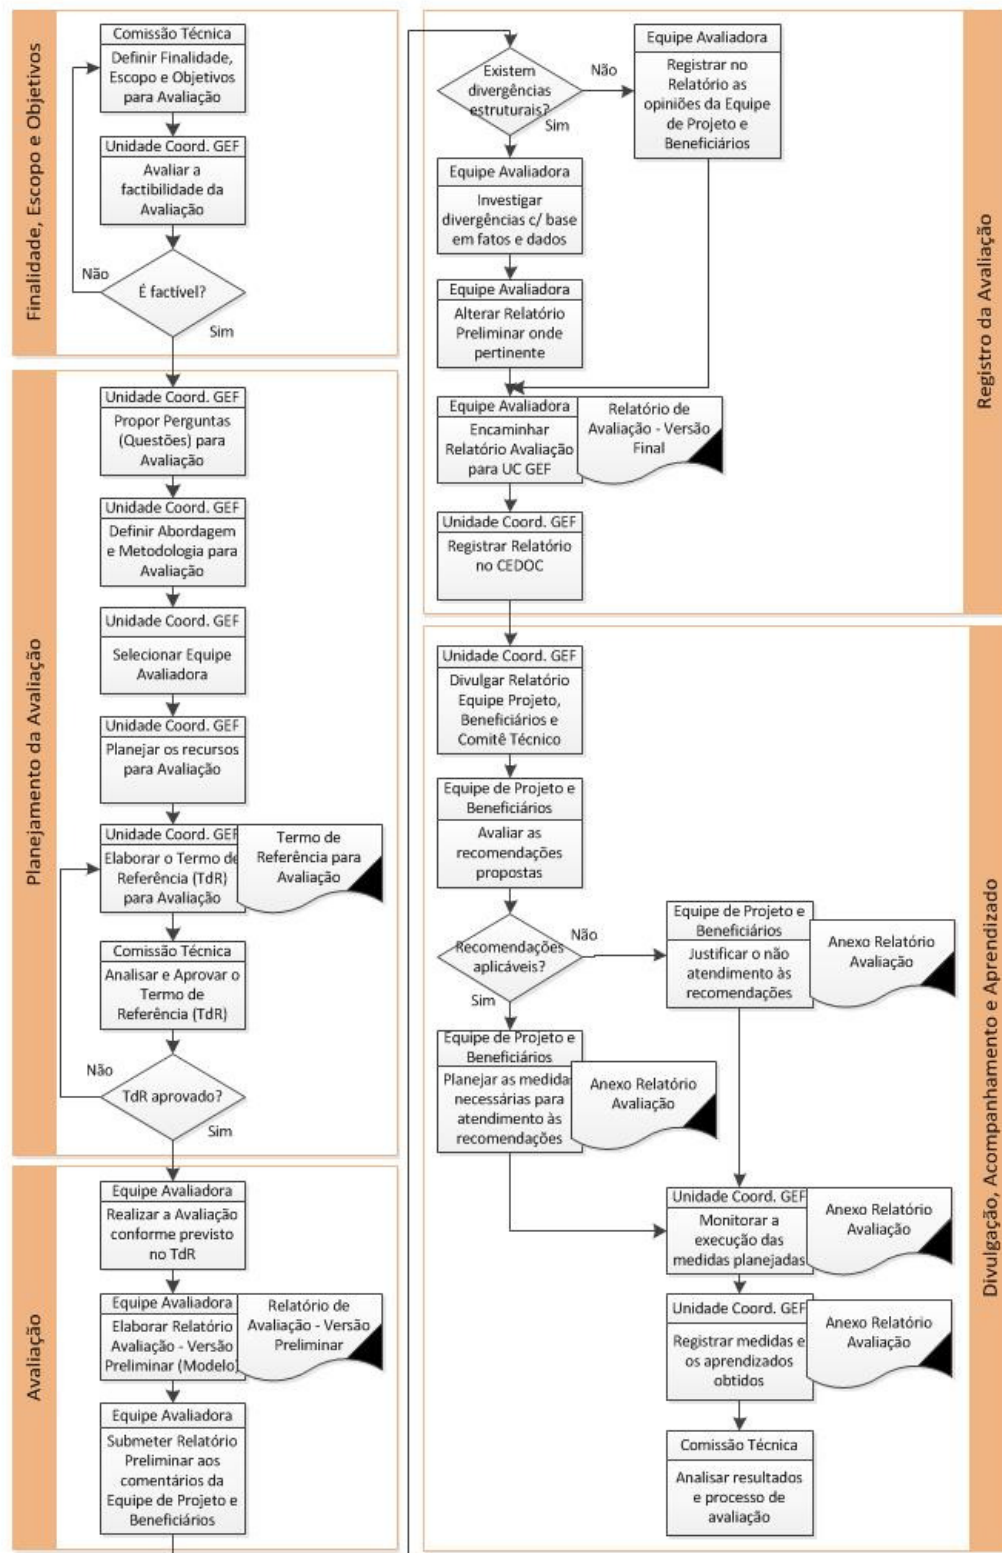 Finalidade, Escopo e Objetivos
Comissão Técnica
Definir Finalidade,
Escopo e Objetivos
para Avaliação
Unidade Coord. GEF
Avaliar a
factibilidade da
Avaliação
Não
É factível?
Sim
Planejamento da Avaliação
Unidade Coord. GEF
Propor Perguntas
(Questões) para
Avaliação
Unidade Coord. GEF
Definir Abordagem
e Metodologia para
Avaliação
Unidade Coord. GEF
Selecionar Equipe
Avaliadora
Unidade Coord. GEF
Planejar os recursos
para Avaliação
Unidade Coord. GEF
Elaborar o Termo de
Referência (TdR)
para Avaliação
Termo de
Referência para
Avaliação
Comissão Técnica
Analisar e Aprovar o
Termo de
Referência (TdR)
Não
TdR aprovado?
Sim
Avaliação
Equipe Avaliadora
Realizar a Avaliação
conforme previsto
no TdR
Equipe Avaliadora
Elaborar Relatório
Avaliação - Versão
Preliminar (Modelo)
Relatório de
Avaliação - Versão
Preliminar
Equipe Avaliadora
Submeter Relatório
Preliminar aos
comentários da
Equipe de Projeto e
Beneficiários
Registro da Avaliação
Existem
divergências
estruturais?
Não
Sim
Equipe Avaliadora
Registrar no
Relatório as
opiniões da Equipe
de Projeto e
Beneficiários
Equipe Avaliadora
Investigar
divergências c/ base
em fatos e dados
Equipe Avaliadora
Alterar Relatório
Preliminar onde
pertinente
Equipe Avaliadora
Encaminhar
Relatório Avaliação
para UC GEF
Relatório de
Avaliação - Versão
Final
Unidade Coord. GEF
Registrar Relatório
no CEDOC
Divulgação, Acompanhamento e Aprendizado
Unidade Coord. GEF
Divulgar Relatório
Equipe Projeto,
Beneficiários e
Comitê Técnico
Equipe de Projeto e
Beneficiários
Avaliar as
recomendações
propostas
Recomendações
aplicáveis?
Não
Sim
Equipe de Projeto e
Beneficiários
Justificar o não
atendimento às
recomendações
Anexo Relatório
Avaliação
Equipe de Projeto e
Beneficiários
Planejar as medidas
necessárias para
atendimento às
recomendações
Anexo Relatório
Avaliação
Unidade Coord. GEF
Monitorar a
execução das
medidas planejadas
Anexo Relatório
Avaliação
Unidade Coord. GEF
Registrar medidas e
os aprendizados
obtidos
Anexo Relatório
Avaliação
Comissão Técnica
Analisar resultados
e processo de
avaliação